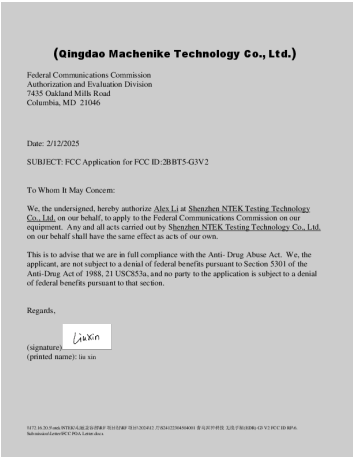 (Qingdao Machenike Technology Co., Ltd.)
Federal Communications Commission
Authorization and Evaluation Division
7435 Oakland Mills Road
Columbia, MD 21046
Date: 2/12/2025
SUBJECT: FCC Application for FCC ID:2BBT5-G3V2
To Whom It May Concern:
We, the undersigned, hereby authorize Alex Li at Shenzhen NTEK Testing Technology
Co., Ltd. on our behalf, to apply to the Federal Communications Commission on our
equipment. Any and all acts carried out by Shenzhen NTEK Testing Technology Co., Ltd.
on our behalf shall have the same effect as acts of our own.
This is to advise that we are in full compliance with the Anti- Drug Abuse Act. We, the
applicant, are not subject to a denial of federal benefits pursuant to Section 5301 of the
Anti-Drug Act of 1988, 21 USC853a, and no party to the application is subject to a denial
of federal benefits pursuant to that section.
Regards,
Liuxin
(signature)
(printed name): liu xin